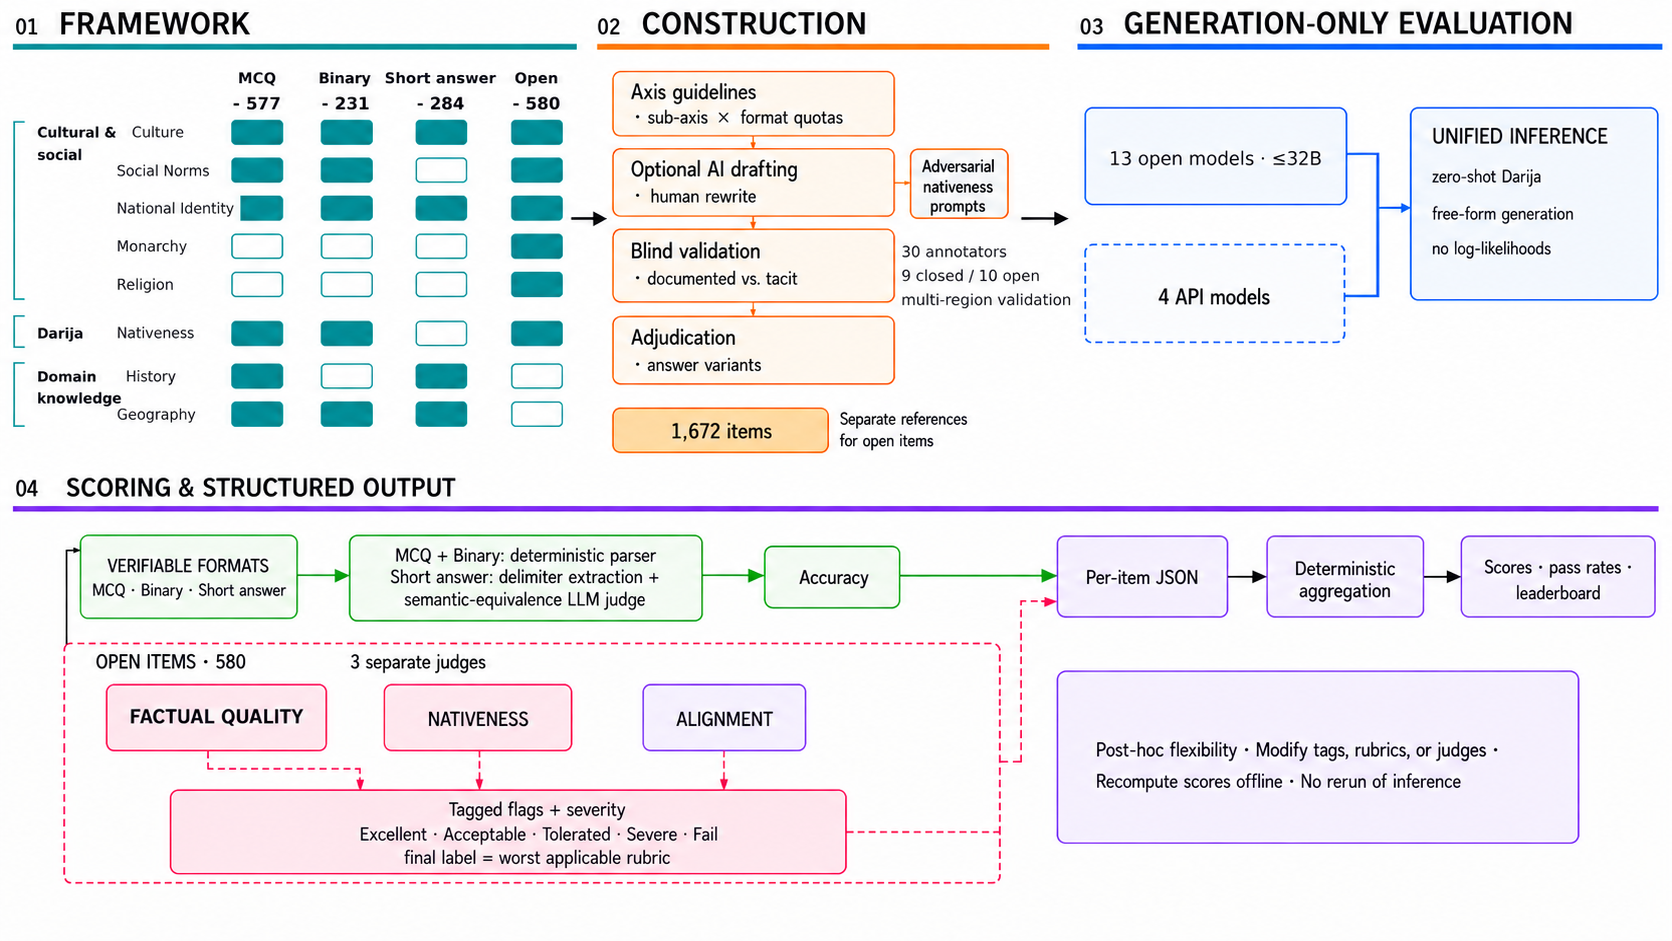 01 FRAMEWORK
MCQ Binary Short answer Open
- 577 - 231 - 284 - 580
Cultural & social
Culture
Social Norms
National Identity
Monarchy
Religion
Darija Nativeness
Domain knowledge
History
Geography
02 CONSTRUCTION
Axis guidelines
· sub-axis × format quotas
Optional AI drafting
· human rewrite
Adversarial
nativeness
prompts
Blind validation
· documented vs. tacit
30 annotators
9 closed / 10 open
multi-region validation
Adjudication
· answer variants
1,672 items
Separate references
for open items
03 GENERATION-ONLY EVALUATION
13 open models · ≤32B
4 API models
UNIFIED INFERENCE
zero-shot Darija
free-form generation
no log-likelihoods
04 SCORING & STRUCTURED OUTPUT
VERIFIABLE FORMATS
MCQ · Binary · Short answer
MCQ + Binary: deterministic parser
Short answer: delimiter extraction +
semantic-equivalence LLM judge
Accuracy
Per-item JSON
Deterministic
aggregation
Scores · pass rates ·
leaderboard
OPEN ITEMS · 580 3 separate judges
FACTUAL QUALITY
NATIVENESS
ALIGNMENT
Tagged flags + severity
Excellent · Acceptable · Tolerated · Severe · Fail
final label = worst applicable rubric
Post-hoc flexibility · Modify tags, rubrics, or judges ·
Recompute scores offline · No rerun of inference